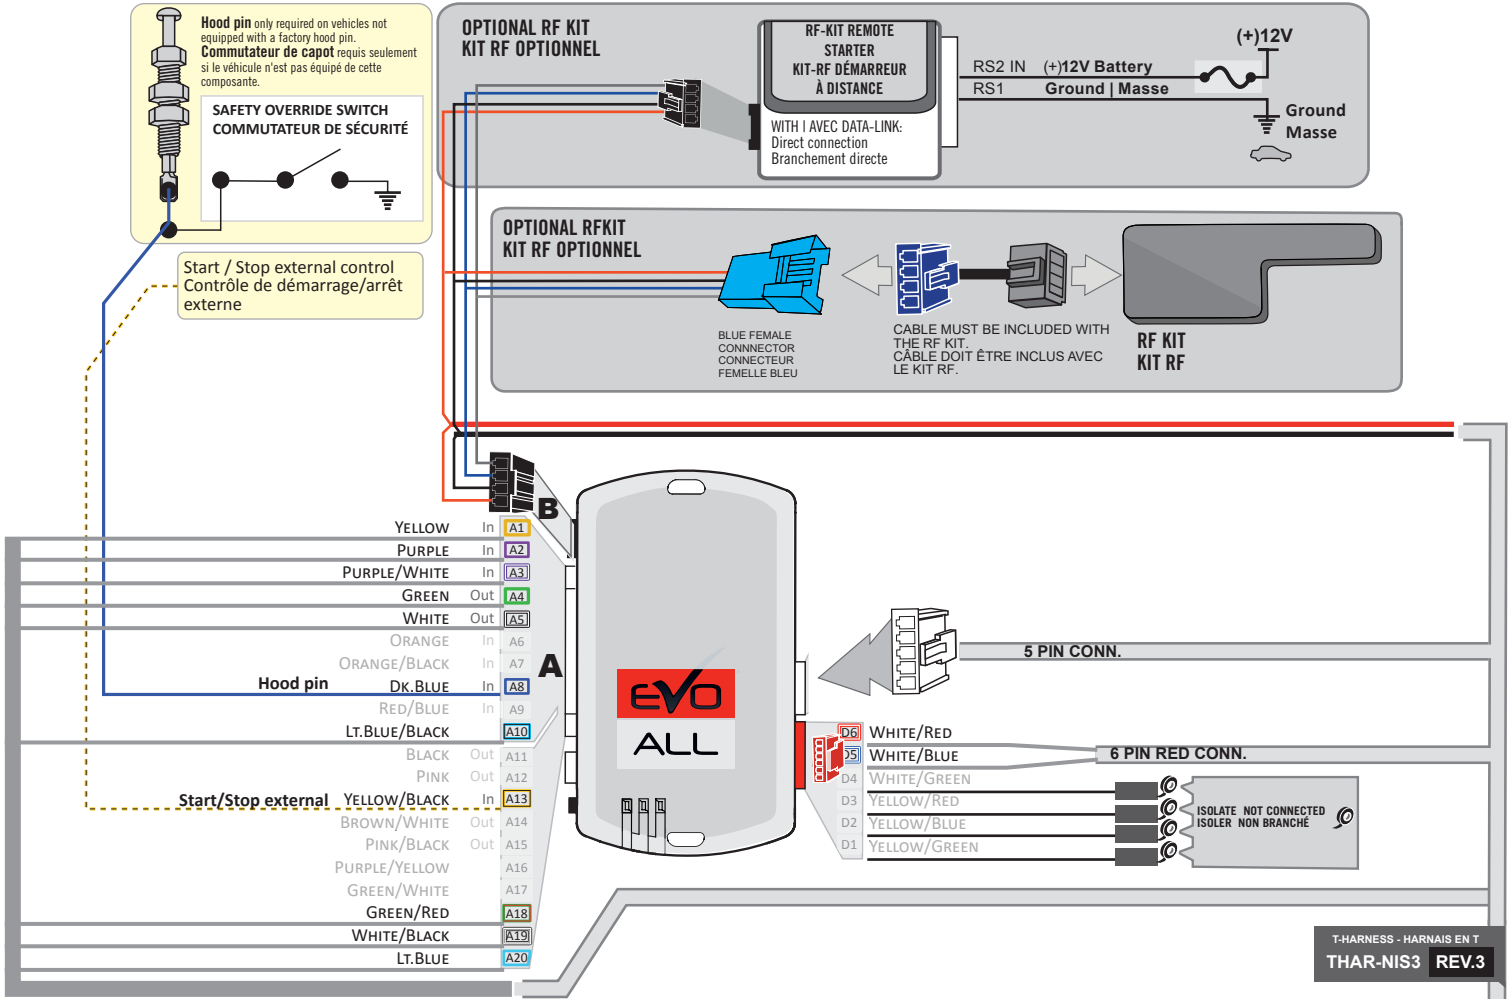 Hood pin only required on vehicles not
equipped with a factory hood pin.
Commutateur de capot requis seulement
si le véhicule n'est pas équipé de cette
composante.
SAFETY OVERRIDE SWITCH
COMMUTATEUR DE SÉCURITÉ
Start / Stop external control
Contrôle de démarrage/arrêt
externe
OPTIONAL RF KIT
KIT RF OPTIONNEL
RF-KIT REMOTE
STARTER
KIT-RF DÉMARREUR
À DISTANCE
WITH I AVEC DATA-LINK:
Direct connection
Branchement directe
(+)12V
RS2 IN (+)12V Battery
RS1 Ground | Masse
Ground
Masse
OPTIONAL RFKIT
KIT RF OPTIONNEL
BLUE FEMALE
CONNNECTOR
CONNECTEUR
FEMELLE BLEU
CABLE MUST BE INCLUDED WITH
THE RF KIT.
CÂBLE DOIT ÊTRE INCLUS AVEC
LE KIT RF.
RF KIT
KIT RF
B
A
YELLOW In A1
PURPLE In A2
PURPLE/WHITE In A3
GREEN Out A4
WHITE Out A5
ORANGE In A6
ORANGE/BLACK In A7
Hood pin DK.BLUE In A8
RED/BLUE In A9
LT.BLUE/BLACK A10
BLACK Out A11
PINK Out A12
Start/Stop external YELLOW/BLACK In A13
BROWN/WHITE Out A14
PINK/BLACK Out A15
PURPLE/YELLOW A16
GREEN/WHITE A17
GREEN/RED A18
WHITE/BLACK A19
LT.BLUE A20
EVO
ALL
5 PIN CONN.
D6 WHITE/RED
D5 WHITE/BLUE
D4 WHITE/GREEN
D3 YELLOW/RED
D2 YELLOW/BLUE
D1 YELLOW/GREEN
6 PIN RED CONN.
ISOLATE NOT CONNECTED
ISOLER NON BRANCHÉ
T-HARNESS - HARNAIS EN T
THAR-NIS3 REV.3